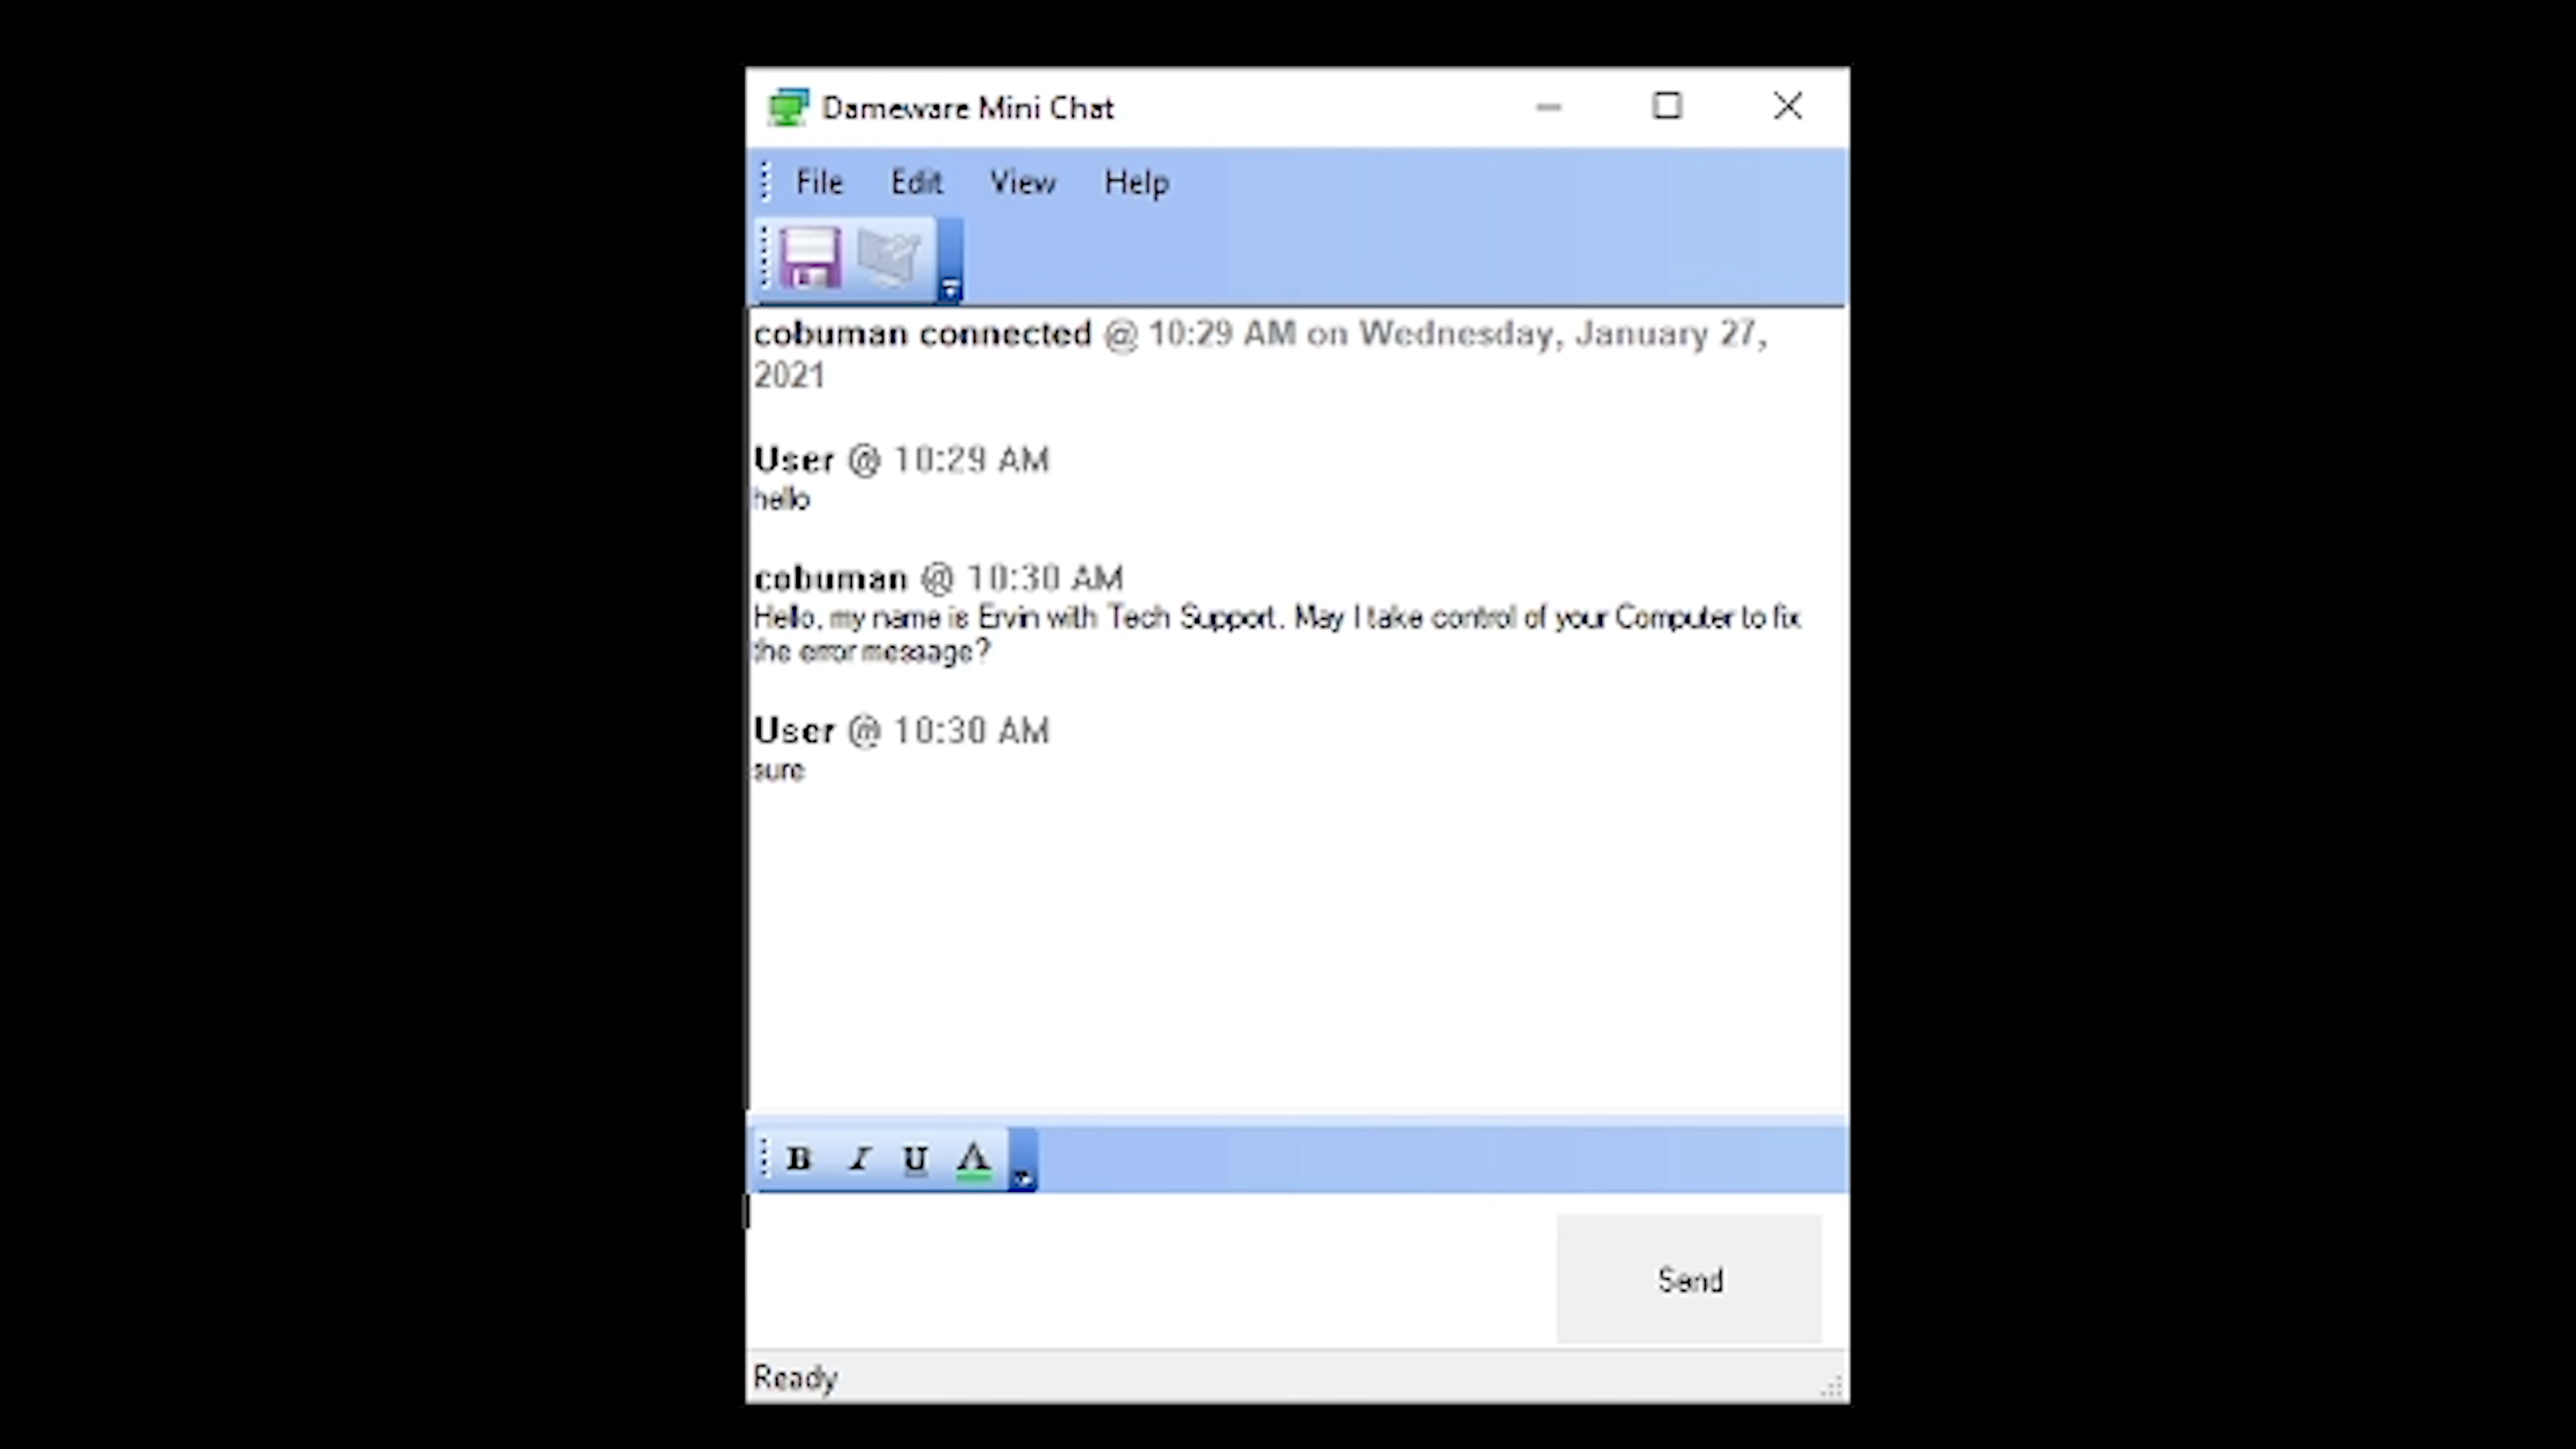 Dameware Mini Chat
File Edit View Help
cobuman connected @ 10:29 AM on Wednesday, January 27,
2021
User @ 10:29 AM
hello
cobuman @ 10:30 AM
Hello, my name is Ervin with Tech Support. May I take control of your Computer to fix
the error message?
User @ 10:30 AM
sure
B I U A
Send
Ready